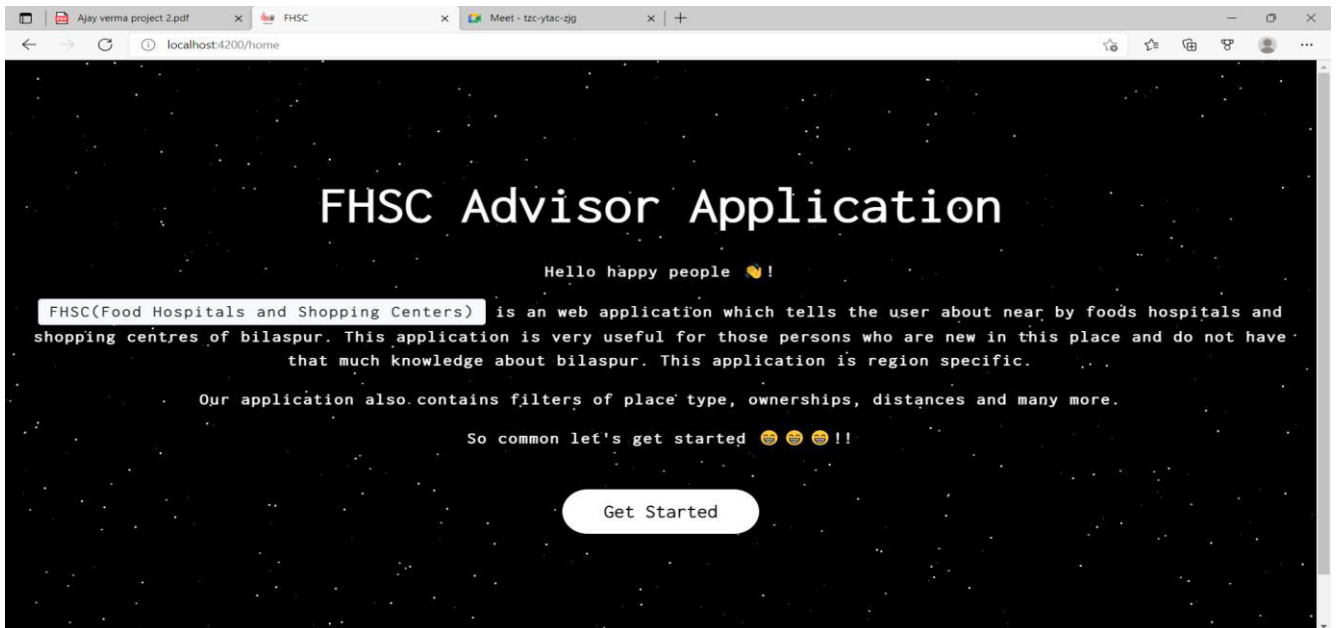 Ajay verma project 2.pdf
FHSC
Meet - tzc-ytac-zjg
localhost:4200/home
FHSC Advisor Application
Hello happy people 👋!
FHSC(Food Hospitals and Shopping Centers) is an web application which tells the user about near by foods hospitals and
shopping centres of bilaspur. This application is very useful for those persons who are new in this place and do not have
that much knowledge about bilaspur. This application is region specific.
Our application also contains filters of place type, ownerships, distances and many more.
So common let's get started 😁 😁 😁!!
Get Started